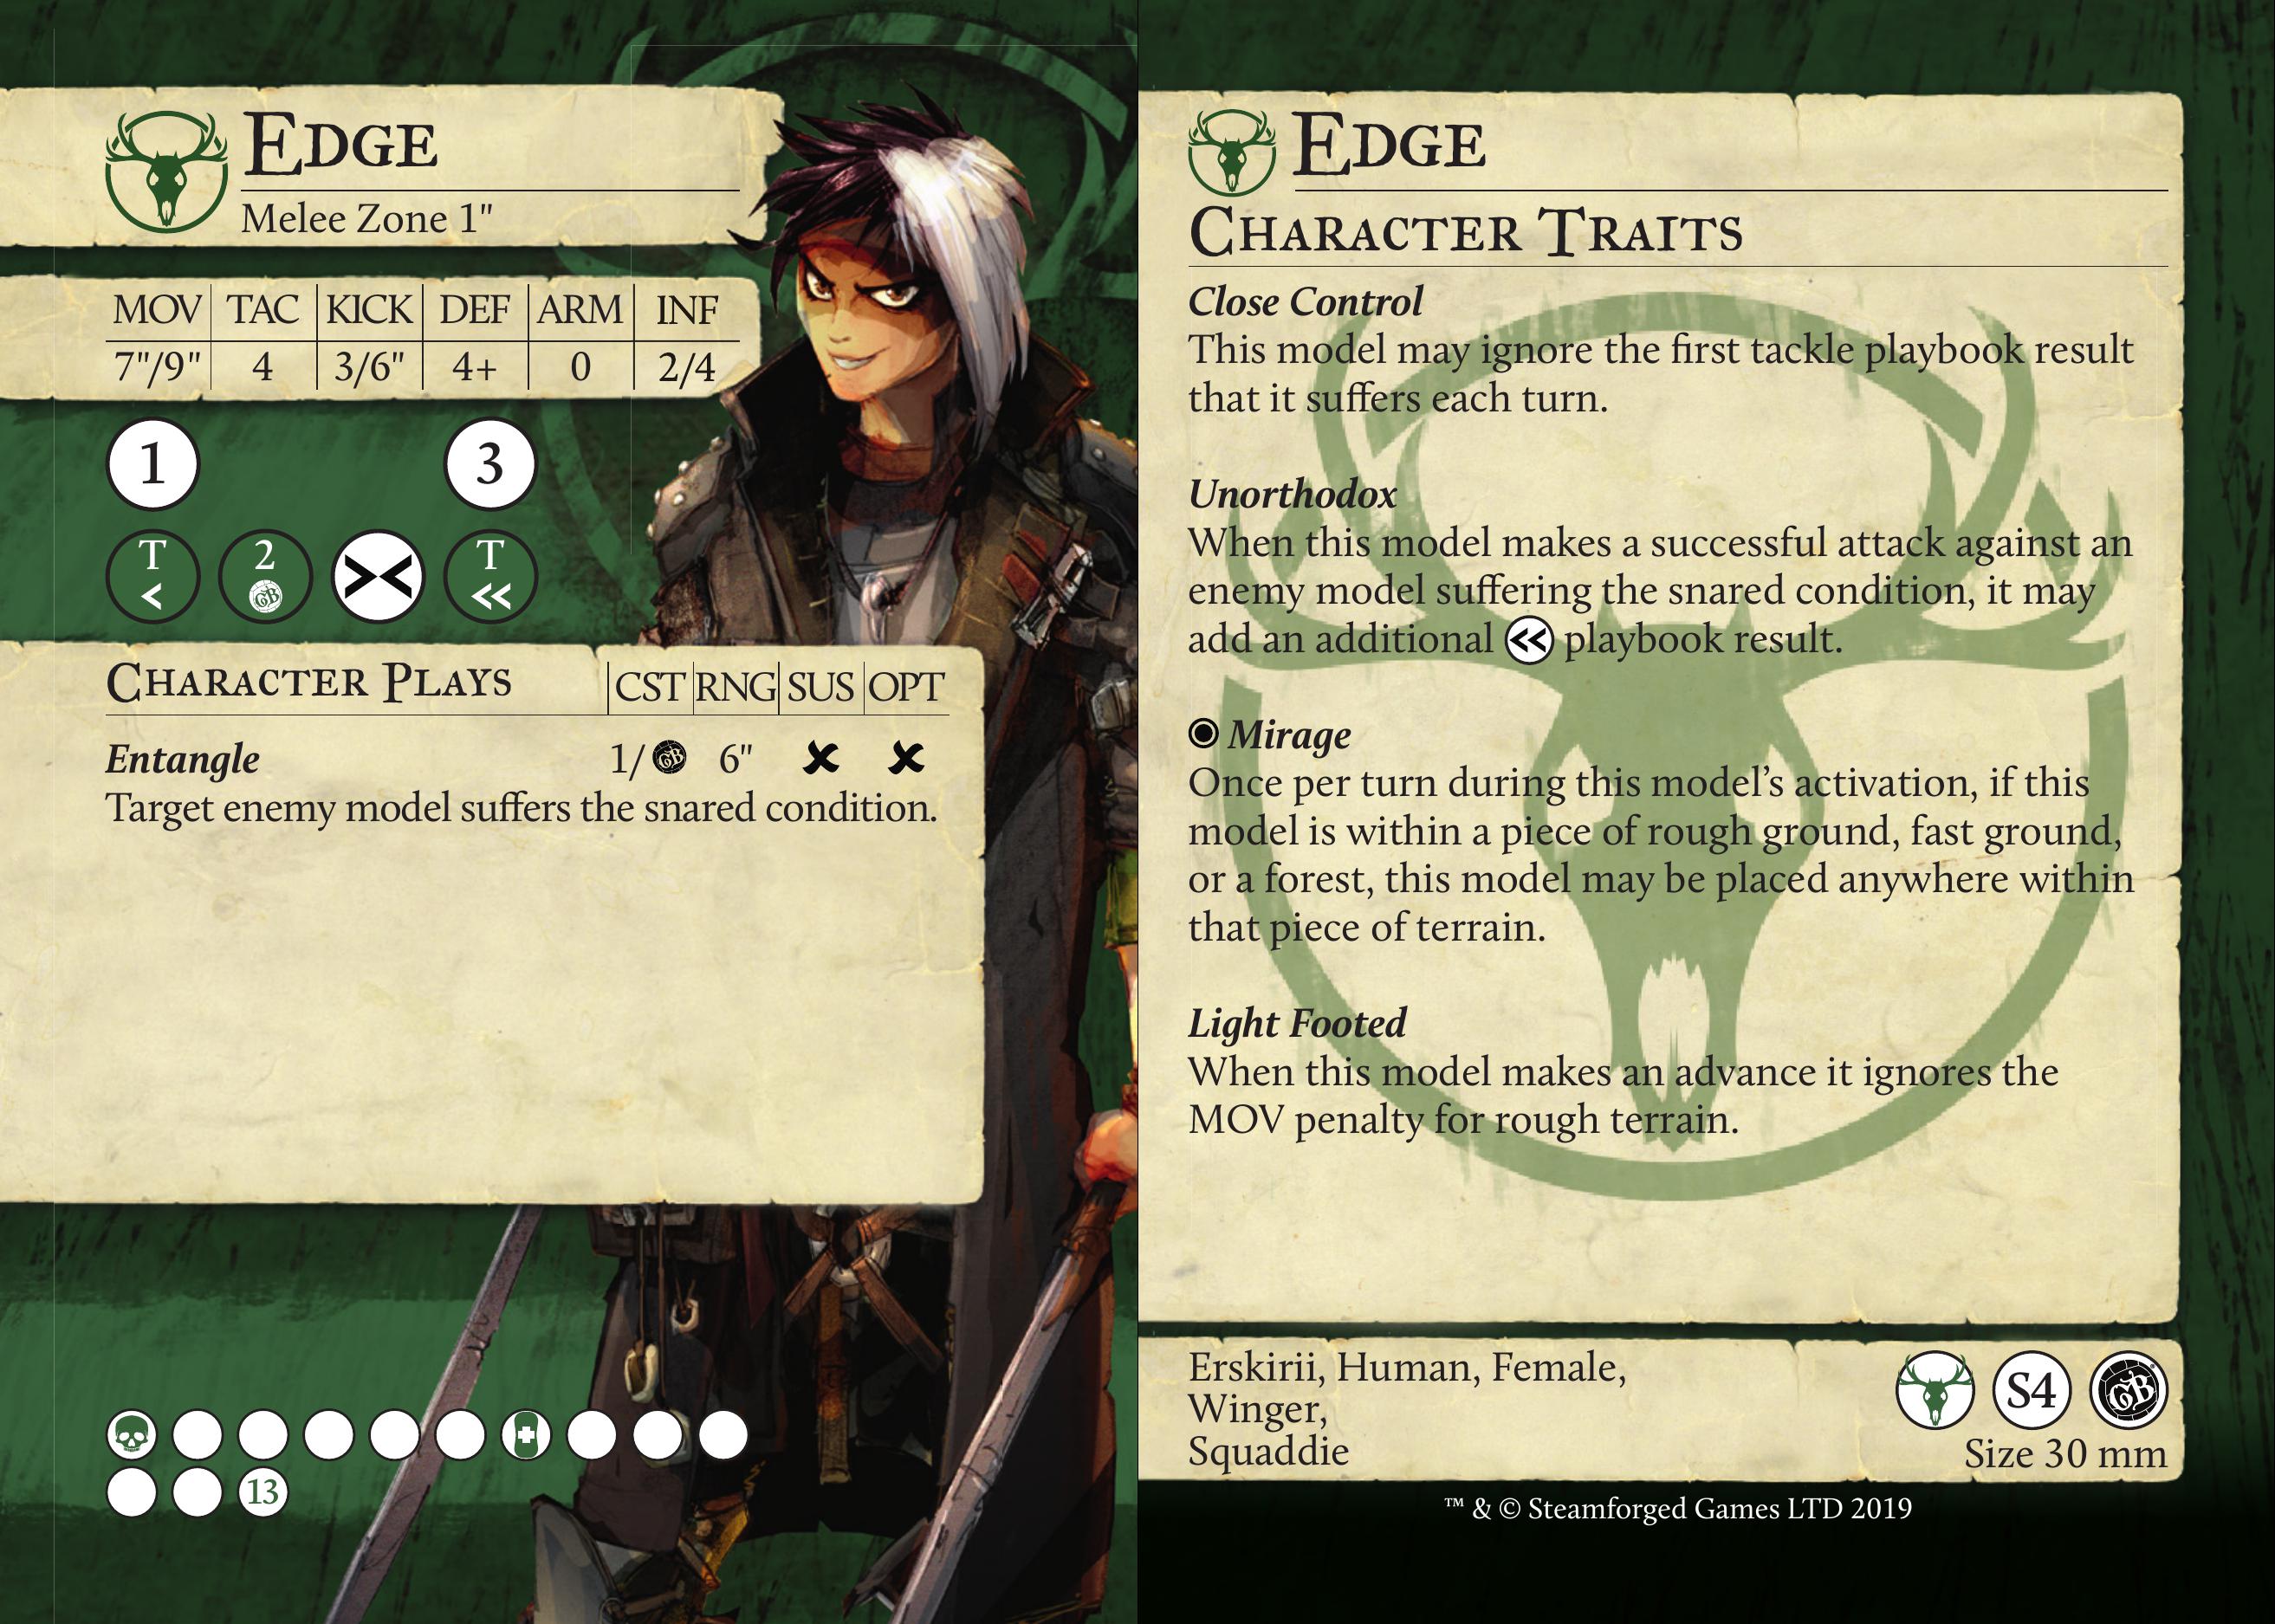 EDGE
Melee Zone 1"
MOV TAC KICK DEF ARM INF
7"/9" 4 3/6" 4+ 0 2/4
1 3
T 2 GB >< T
< <<
CHARACTER PLAYS CST RNG SUS OPT
Entangle 1/GB 6" ✘ ✘
Target enemy model suffers the snared condition.
13
EDGE
CHARACTER TRAITS
Close Control
This model may ignore the first tackle playbook result
that it suffers each turn.
Unorthodox
When this model makes a successful attack against an
enemy model suffering the snared condition, it may
add an additional << playbook result.
Mirage
Once per turn during this model’s activation, if this
model is within a piece of rough ground, fast ground,
or a forest, this model may be placed anywhere within
that piece of terrain.
Light Footed
When this model makes an advance it ignores the
MOV penalty for rough terrain.
Erskirii, Human, Female,
Winger,
Squaddie
S4 GB
Size 30 mm
™ & © Steamforged Games LTD 2019